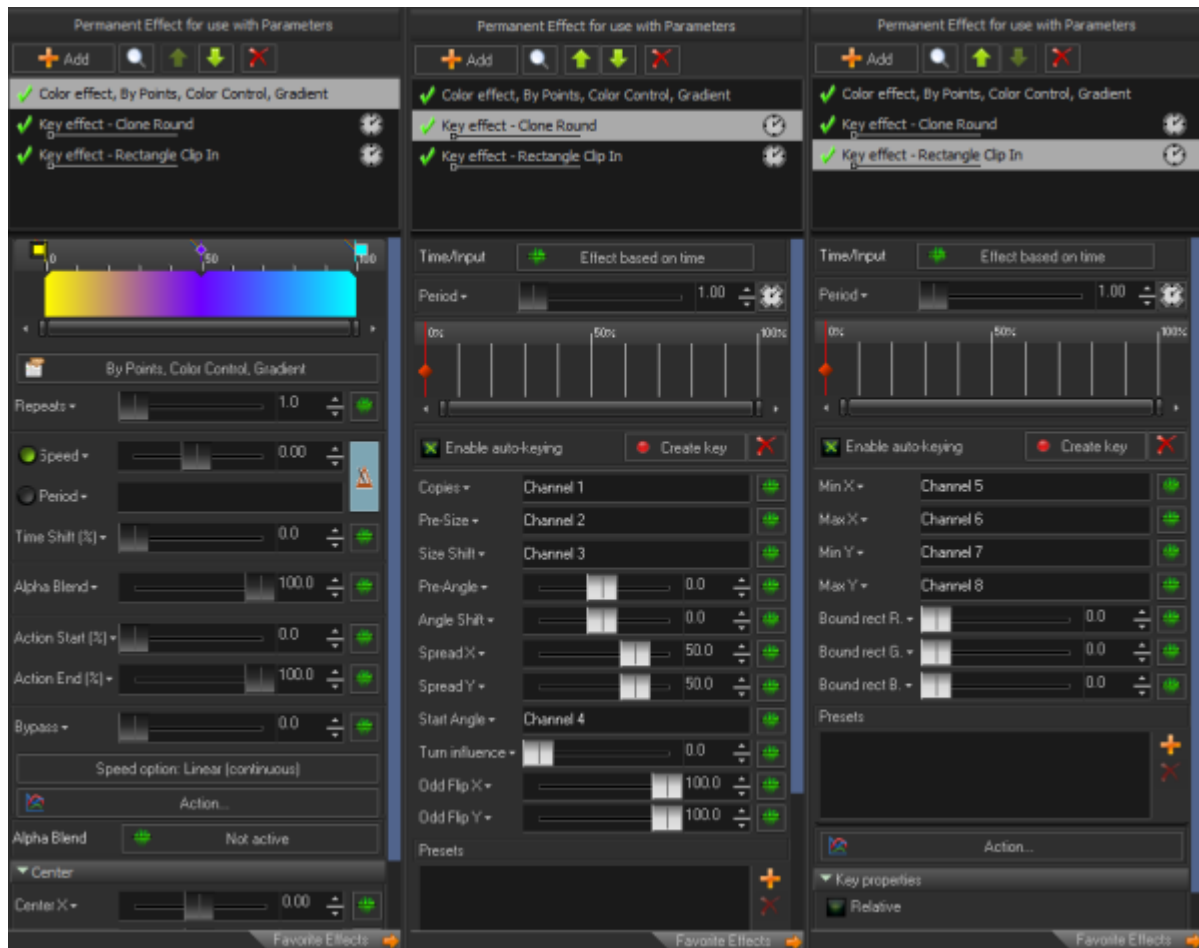 Permanent Effect for use with Parameters
Add
Color effect, By Points, Color Control, Gradient
Key effect - Clone Round
Key effect - Rectangle Clip In
0
50
100
By Points, Color Control, Gradient
Repeats 1.0
Speed 0.00
Period
Time Shift [%] 0.0
Alpha Blend 100.0
Action Start [%] 0.0
Action End [%] 100.0
Bypass 0.0
Speed option: Linear (continuous)
Action...
Alpha Blend Not active
Center
Center X 0.00
Favorite Effects
Permanent Effect for use with Parameters
Add
Color effect, By Points, Color Control, Gradient
Key effect - Clone Round
Key effect - Rectangle Clip In
Time/Input Effect based on time
Period 1.00
0% 50% 100%
Enable auto-keying Create key
Copies Channel 1
Pre-Size Channel 2
Size Shift Channel 3
Pre-Angle 0.0
Angle Shift 0.0
Spread X 50.0
Spread Y 50.0
Start Angle Channel 4
Turn influence 0.0
Odd Flip X 100.0
Odd Flip Y 100.0
Presets
Favorite Effects
Permanent Effect for use with Parameters
Add
Color effect, By Points, Color Control, Gradient
Key effect - Clone Round
Key effect - Rectangle Clip In
Time/Input Effect based on time
Period 1.00
0% 50% 100%
Enable auto-keying Create key
Min X Channel 5
Max X Channel 6
Min Y Channel 7
Max Y Channel 8
Bound rect R. 0.0
Bound rect G. 0.0
Bound rect B. 0.0
Presets
Action...
Key properties
Relative
Favorite Effects